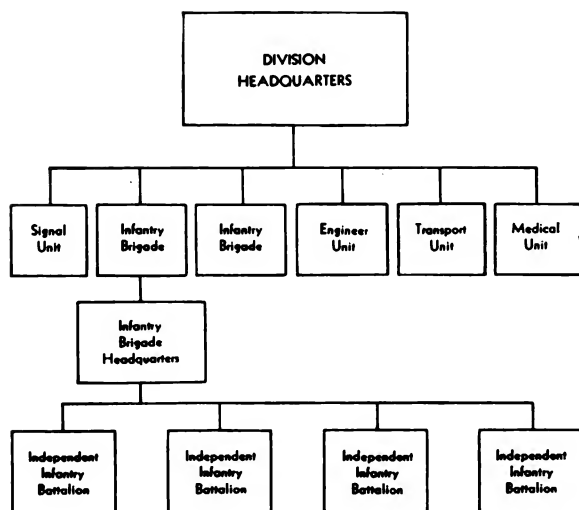 DIVISION
HEADQUARTERS
Signal
Unit
Infantry
Brigade
Infantry
Brigade
Engineer
Unit
Transport
Unit
Medical
Unit
Infantry
Brigade
Headquarters
Independent
Infantry
Battalion
Independent
Infantry
Battalion
Independent
Infantry
Battalion
Independent
Infantry
Battalion